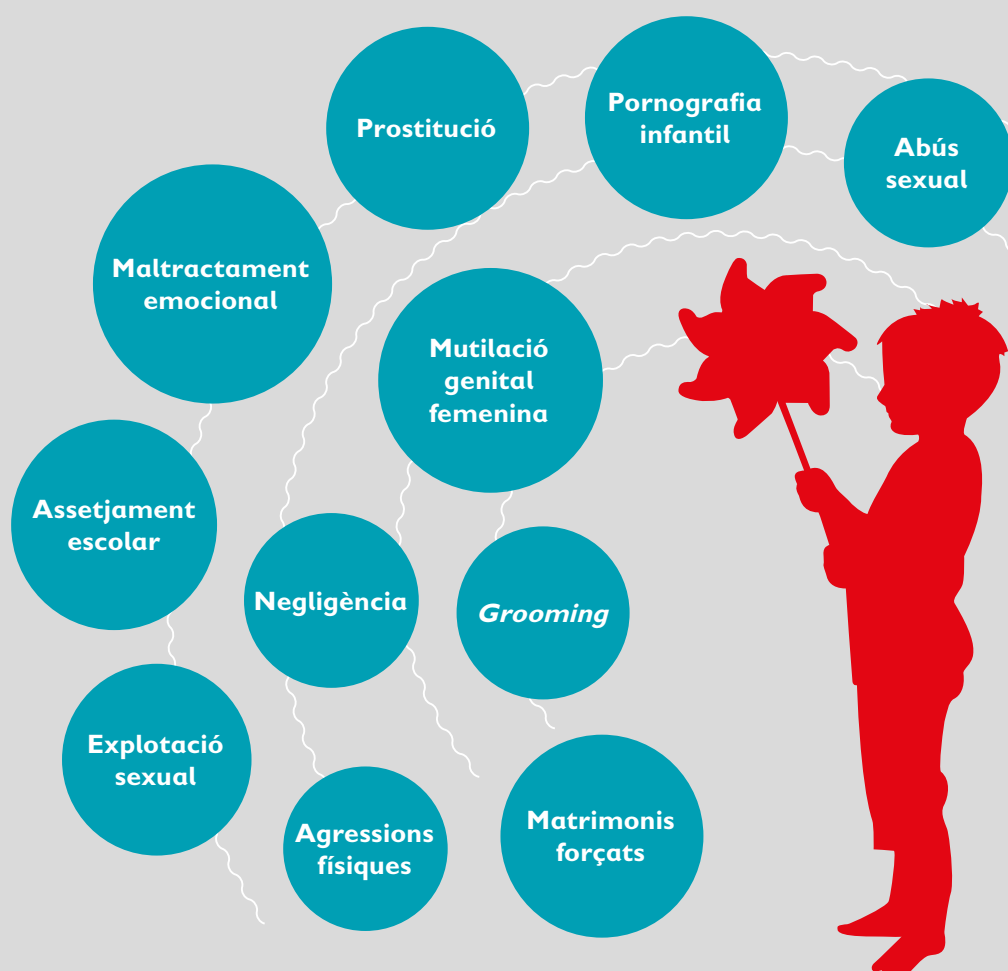 Prostitució
Pornografia
infantil
Abús
sexual
Maltractament
emocional
Mutilació
genital
femenina
Assetjament
escolar
Negligència
Grooming
Explotació
sexual
Agressions
físiques
Matrimonis
forçats